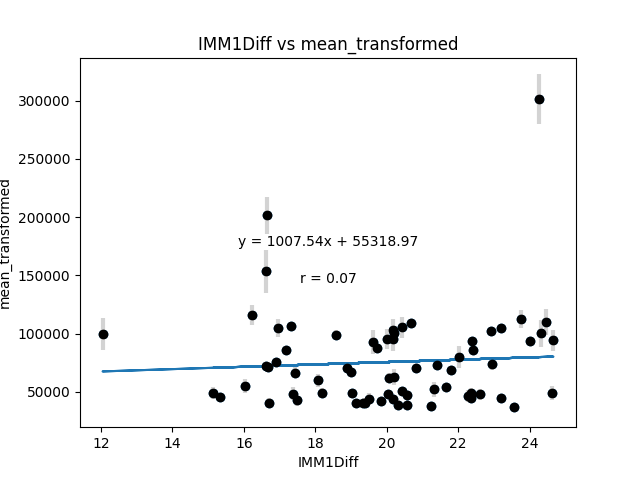 IMM1Diff vs mean_transformed
300000
250000
200000
150000
100000
50000
mean_transformed
y = 1007.54x + 55318.97
r = 0.07
12 14 16 18 20 22 24
IMM1Diff